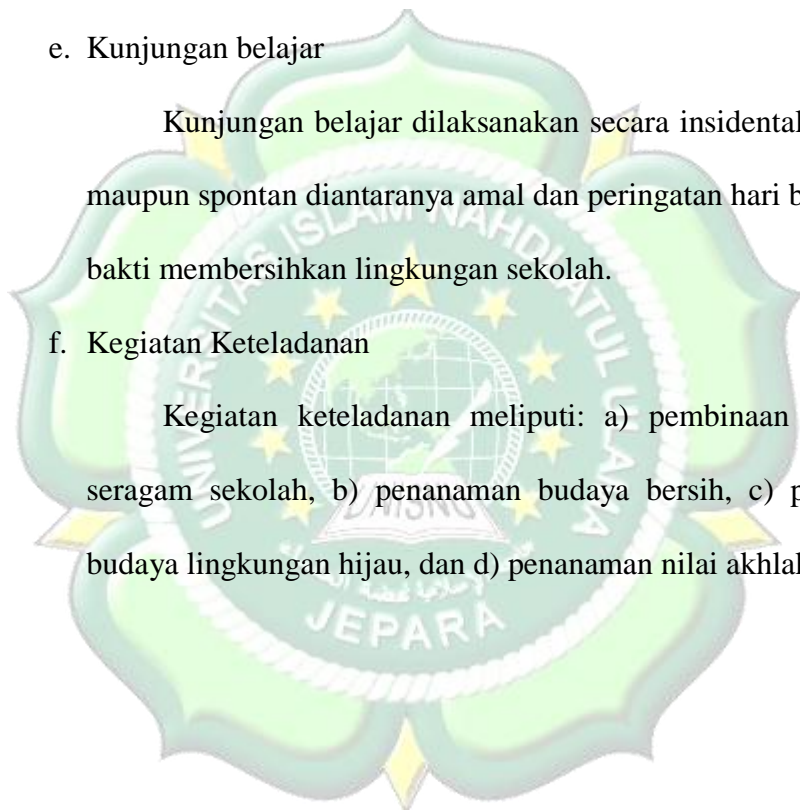 e. Kunjungan belajar
Kunjungan belajar dilaksanakan secara insidental
maupun spontan diantaranya amal dan peringatan hari b
bakti membersihkan lingkungan sekolah.
f. Kegiatan Keteladanan
Kegiatan keteladanan meliputi: a) pembinaan
seragam sekolah, b) penanaman budaya bersih, c) p
budaya lingkungan hijau, dan d) penanaman nilai akhlak
UNIVERSITAS ISLAM NAHDLATUL ULAMA
UNISNU
JEPARA